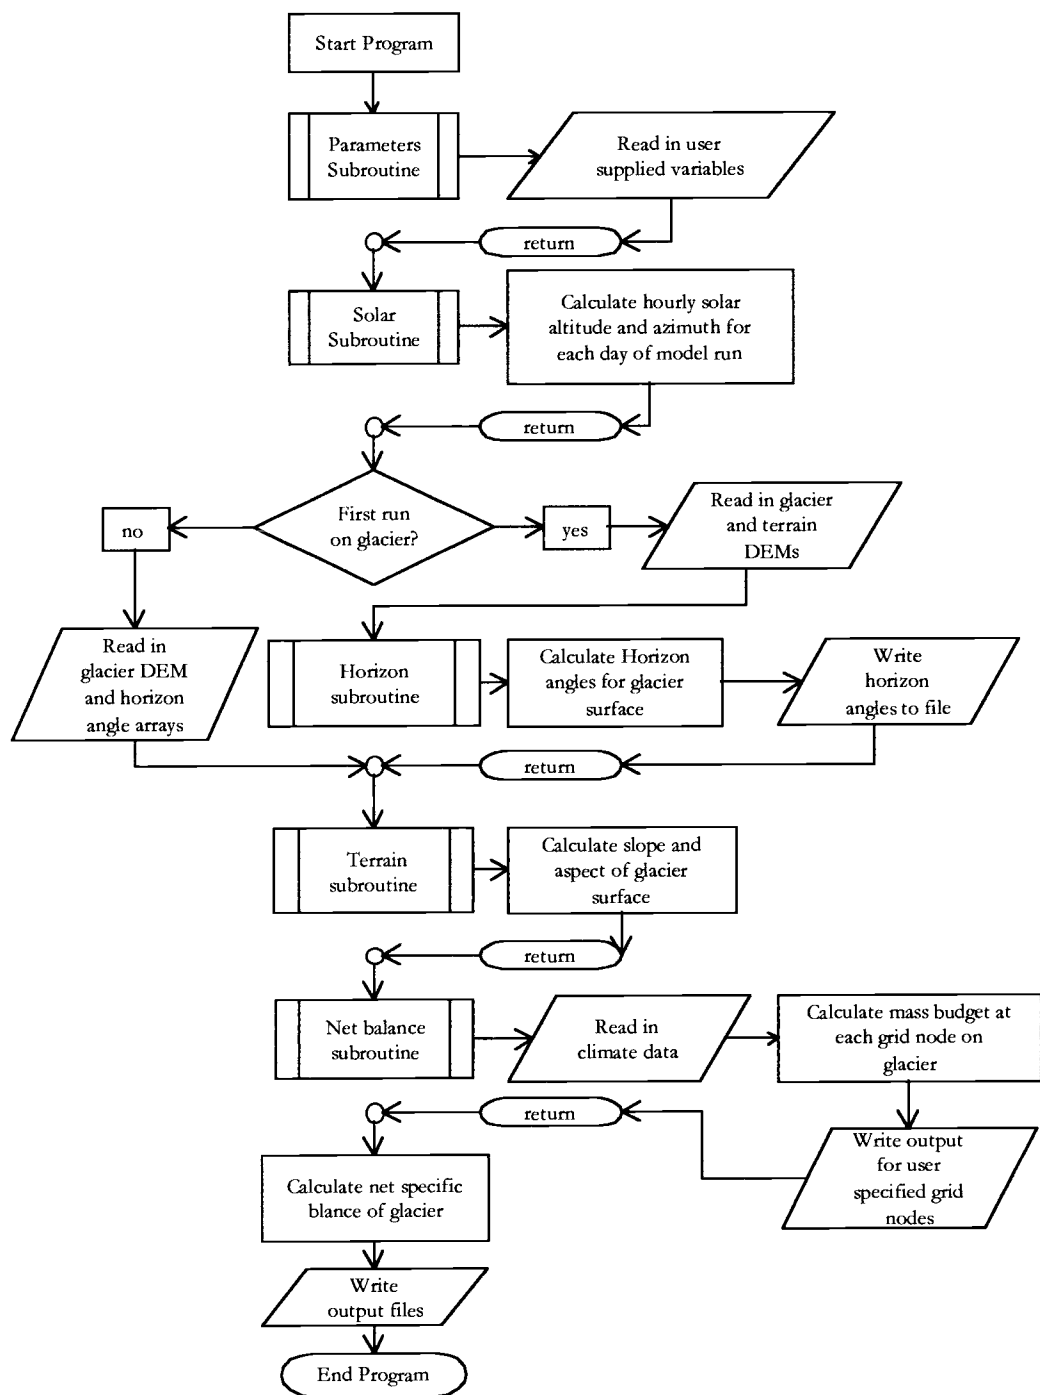 Start Program
Parameters
Subroutine
Read in user
supplied variables
return
Solar
Subroutine
Calculate hourly solar
altitude and azimuth for
each day of model run
return
First run
on glacier?
no
yes
Read in glacier
and terrain
DEMs
Read in
glacier DEM
and horizon
angle arrays
Horizon
subroutine
Calculate Horizon
angles for glacier
surface
Write
horizon
angles to file
return
Terrain
subroutine
Calculate slope and
aspect of glacier
surface
return
Net balance
subroutine
Read in
climate data
Calculate mass budget at
each grid node on
glacier
return
Write output
for user
specified grid
nodes
Calculate net specific
blance of glacier
Write
output files
End Program